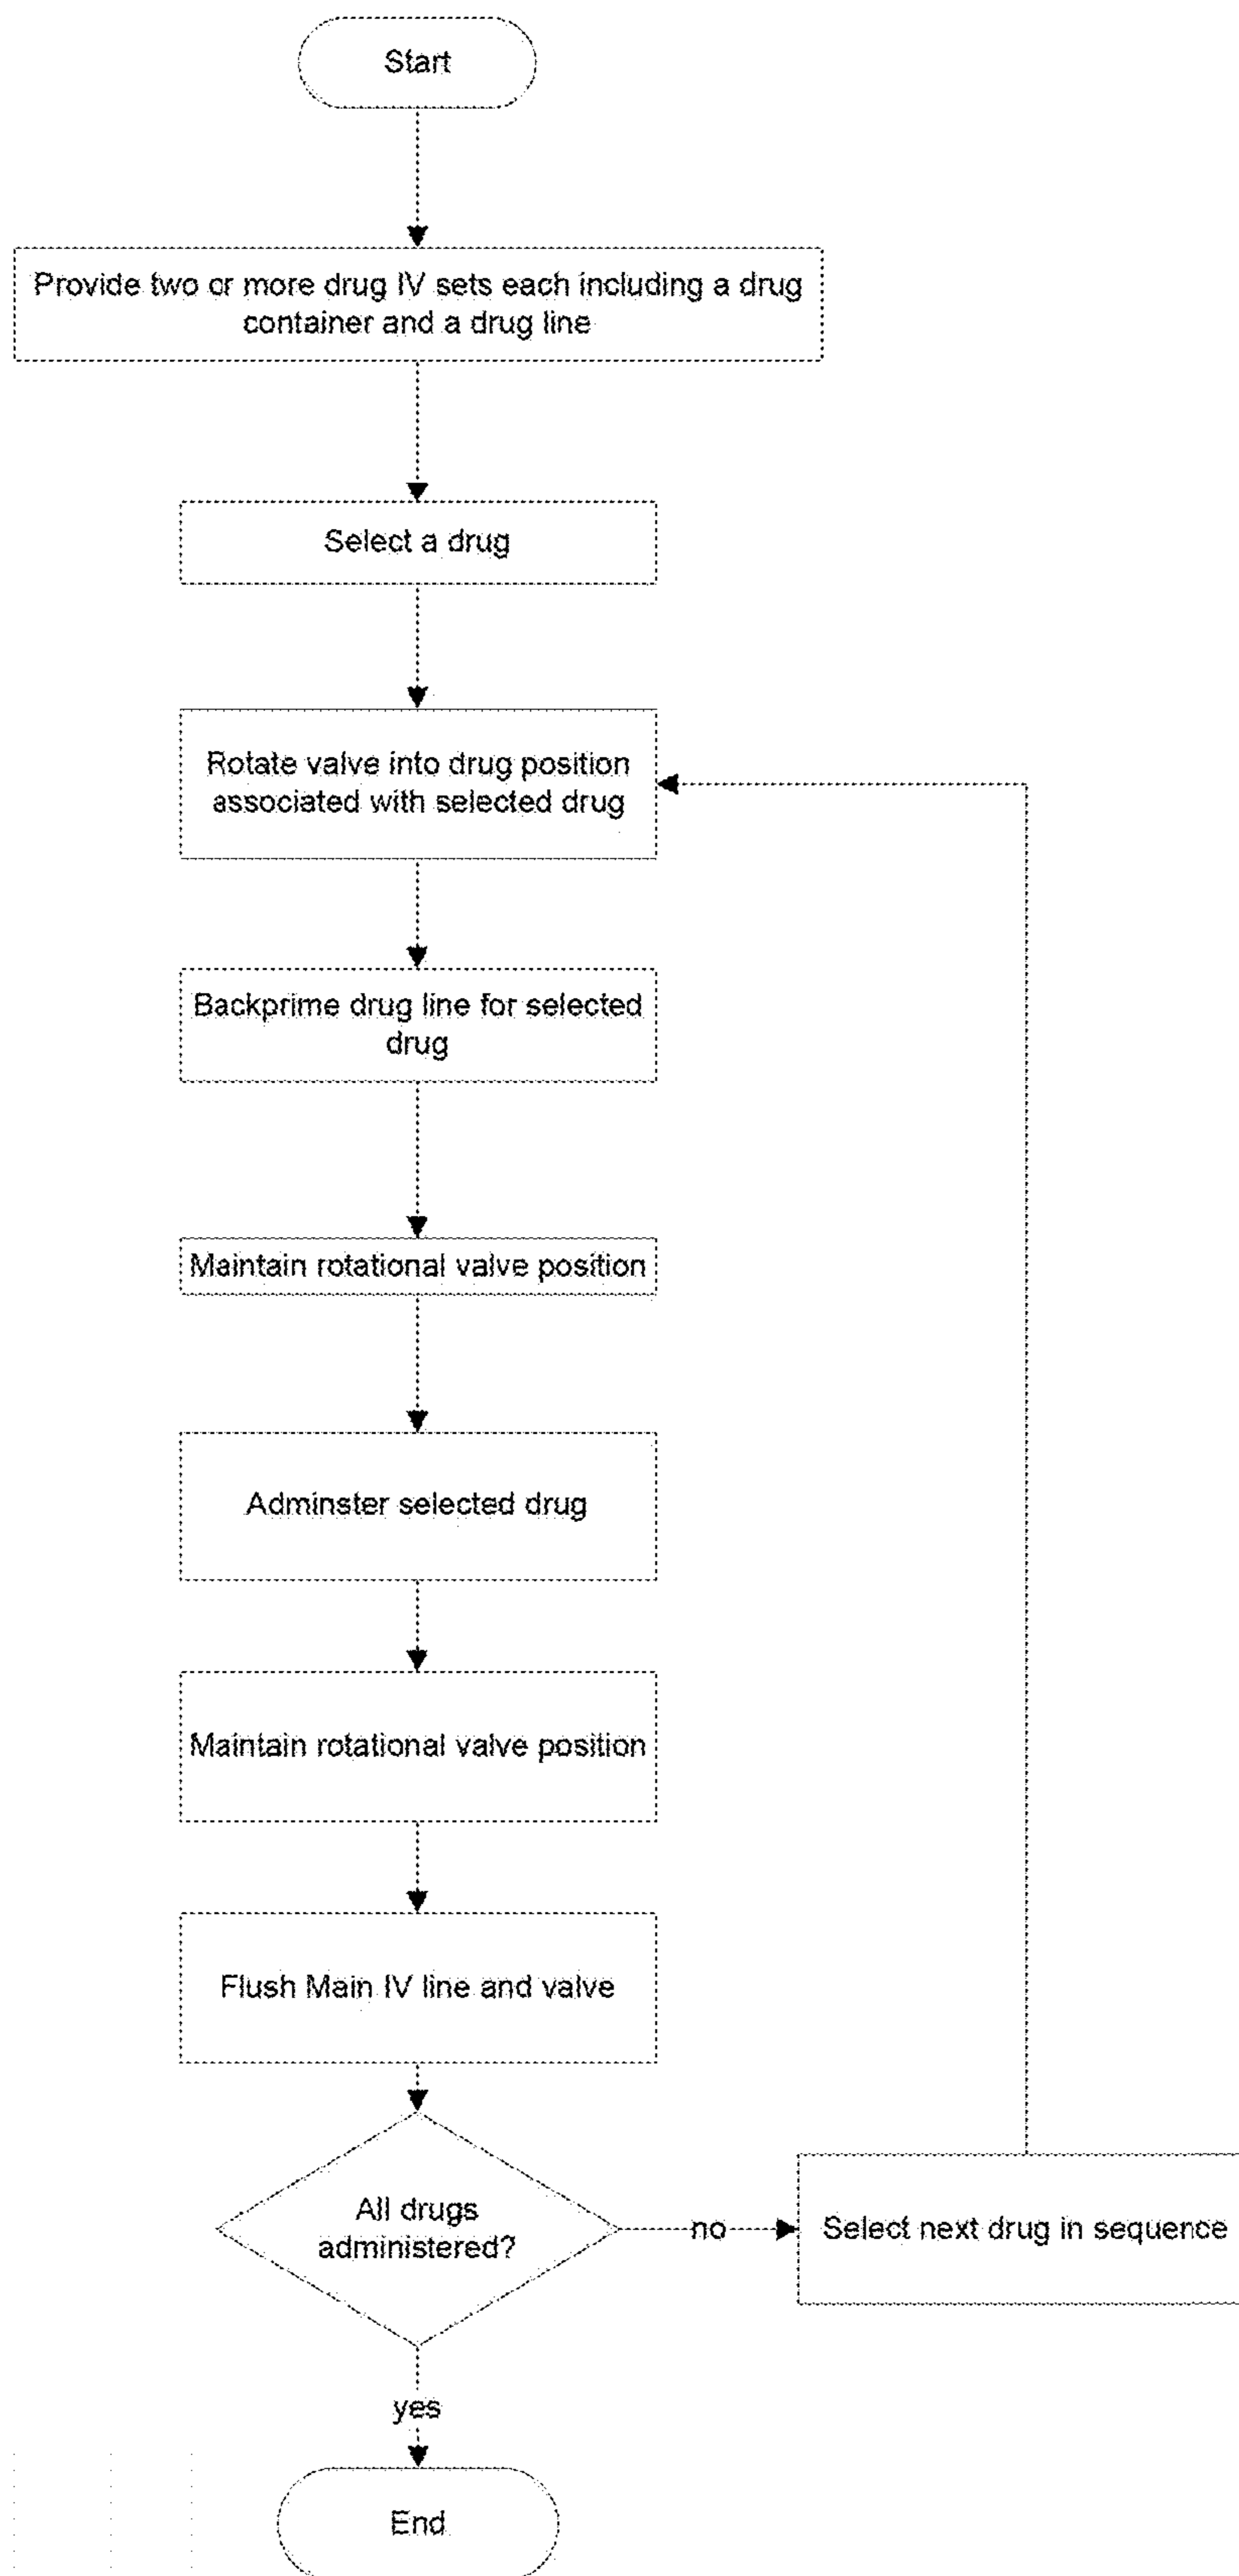 Start
Provide two or more drug IV sets each including a drug
container and a drug line
Select a drug
Rotate valve into drug position
associated with selected drug
Backprime drug line for selected
drug
Maintain rotational valve position
Adminster selected drug
Maintain rotational valve position
Flush Main IV line and valve
All drugs
administered?
no
Select next drug in sequence
yes
End